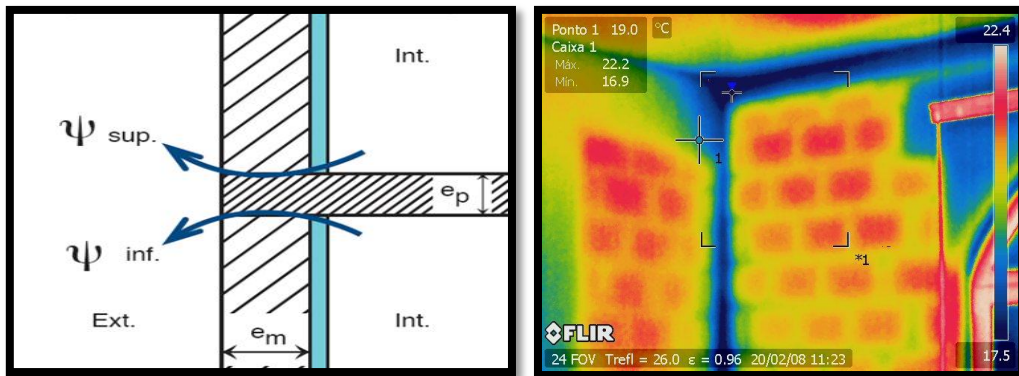 Int.
Ψ sup.
e p
Ψ inf.
Ext.
e m
Int.
Ponto 1 19.0 °C
Caixa 1
Máx. 22.2
Mín. 16.9
22.4
1
*1
FLIR
24 FOV Trefl = 26.0 ε = 0.96 20/02/08 11:23
17.5